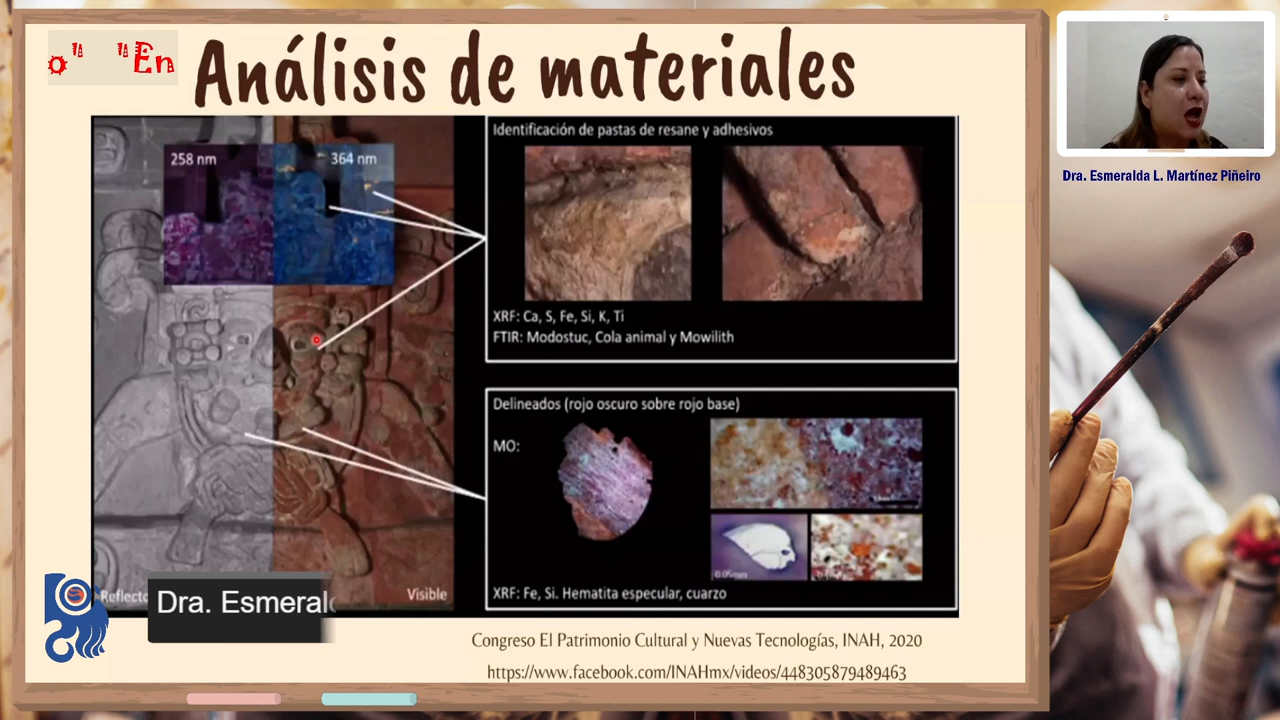 Análisis de materiales
258 nm
364 nm
Identificación de pastas de resane y adhesivos
XRF: Ca, S, Fe, Si, K, Ti
FTIR: Modostuc, Cola animal y Mowilith
Delineados (rojo oscuro sobre rojo base)
MO:
XRF: Fe, Si. Hematita especular, cuarzo
Reflecto
Visible
Dra. Esmeral
Congreso El Patrimonio Cultural y Nuevas Tecnologías, INAH, 2020
https://www.facebook.com/INAHmx/videos/448305879489463
Dra. Esmeralda L. Martínez Piñeiro